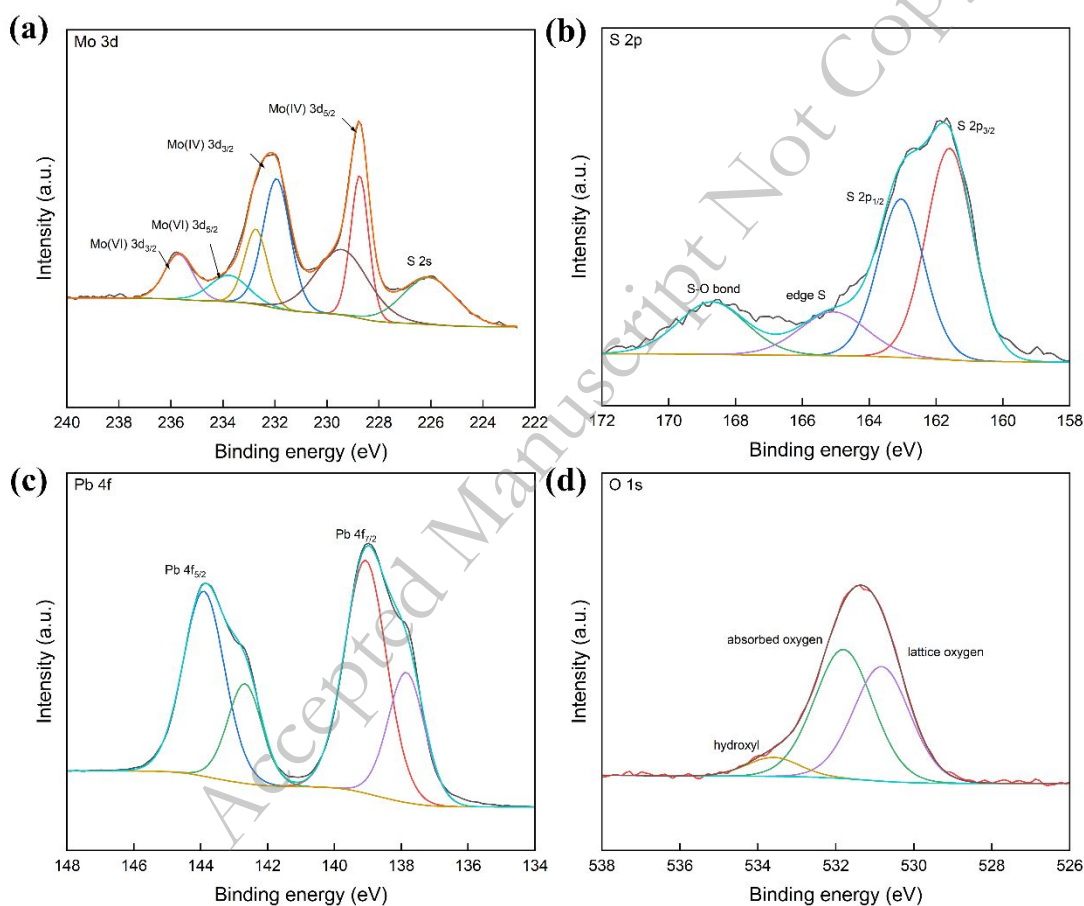 (a)
Mo 3d
Mo(IV) 3d5/2
Mo(IV) 3d3/2
Mo(VI) 3d5/2
Mo(VI) 3d3/2
S 2s
Intensity (a.u.)
240 238 236 234 232 230 228 226 224 222
Binding energy (eV)
(b)
S 2p
S 2p3/2
S 2p1/2
S-O bond
edge S
Intensity (a.u.)
172 170 168 166 164 162 160 158
Binding energy (eV)
(c)
Pb 4f
Pb 4f7/2
Pb 4f5/2
Intensity (a.u.)
148 146 144 142 140 138 136 134
Binding energy (eV)
(d)
O 1s
absorbed oxygen
lattice oxygen
hydroxyl
Intensity (a.u.)
538 536 534 532 530 528 526
Binding energy (eV)
Accepted Manuscript Not Cop